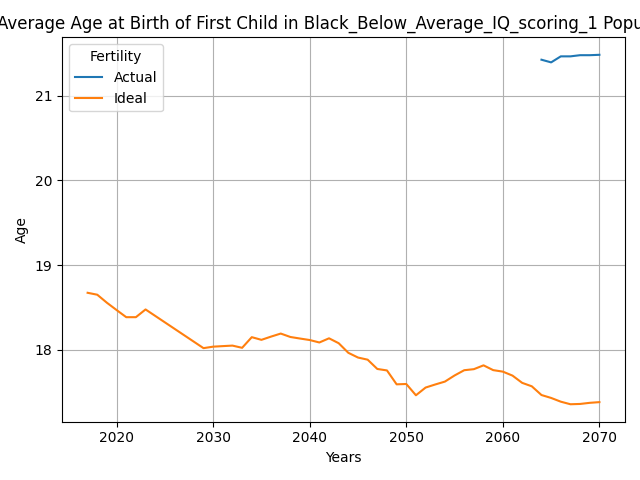 Average Age at Birth of First Child in Black_Below_Average_IQ_scoring_1 Popu
Fertility
Actual
Ideal
21
20
19
18
Age
2020 2030 2040 2050 2060 2070
Years